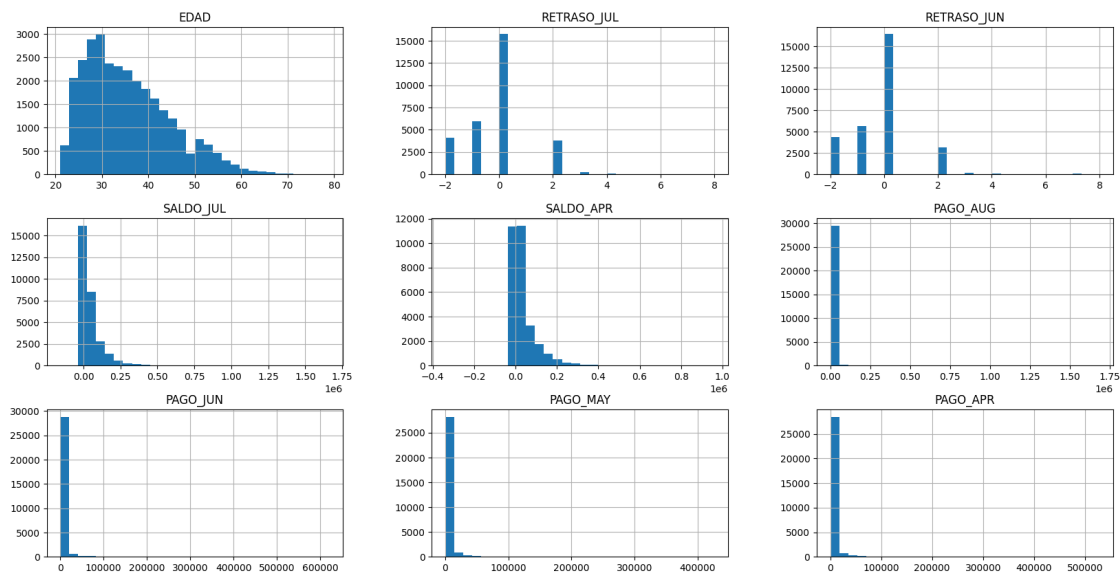 EDAD
RETRASO_JUL
RETRASO_JUN
3000
2500
2000
1500
1000
500
0
20 30 40 50 60 70 80
15000
12500
10000
7500
5000
2500
0
−2 0 2 4 6 8
15000
12500
10000
7500
5000
2500
0
−2 0 2 4 6 8
SALDO_JUL
SALDO_APR
PAGO_AUG
15000
12500
10000
7500
5000
2500
0
0.00 0.25 0.50 0.75 1.00 1.25 1.50 1.75
1e6
12000
10000
8000
6000
4000
2000
0
−0.4 −0.2 0.0 0.2 0.4 0.6 0.8 1.0
1e6
30000
25000
20000
15000
10000
5000
0
0.00 0.25 0.50 0.75 1.00 1.25 1.50 1.75
1e6
PAGO_JUN
PAGO_MAY
PAGO_APR
30000
25000
20000
15000
10000
5000
0
0 100000 200000 300000 400000 500000 600000
25000
20000
15000
10000
5000
0
0 100000 200000 300000 400000
25000
20000
15000
10000
5000
0
0 100000 200000 300000 400000 500000